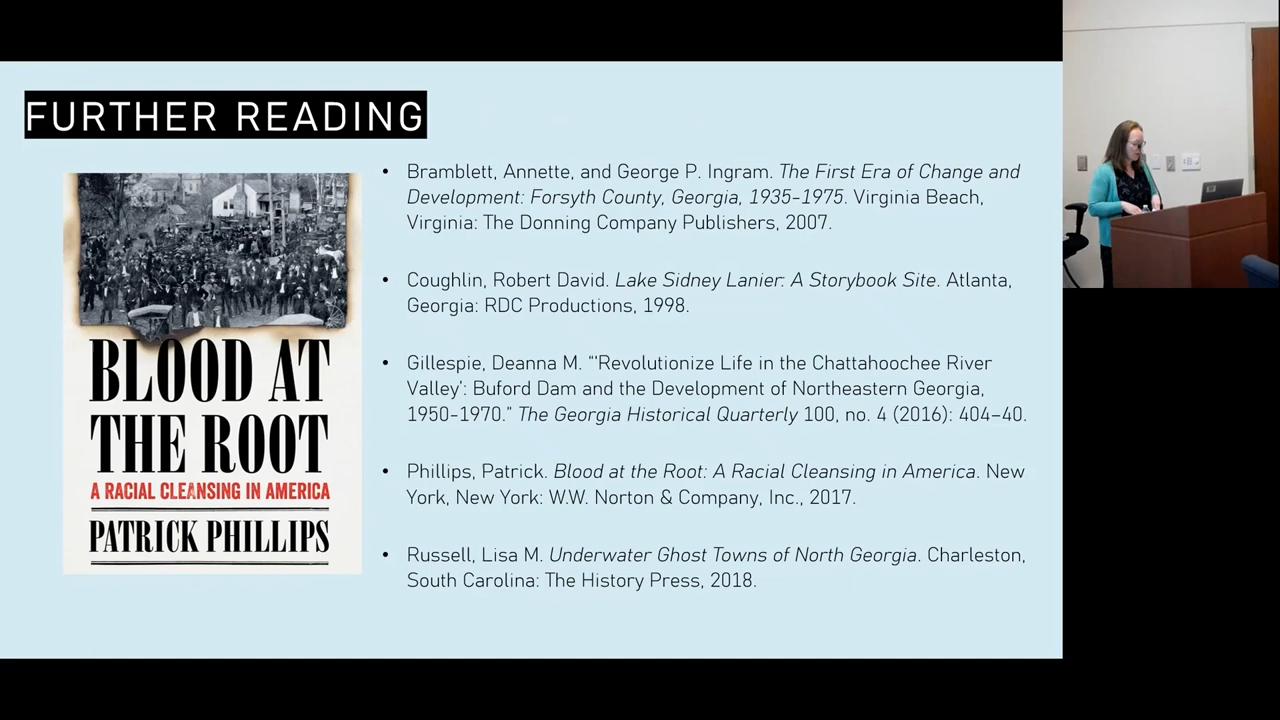 FURTHER READING
BLOOD AT
THE ROOT
A RACIAL CLEANSING IN AMERICA
PATRICK PHILLIPS
• Bramblett, Annette, and George P. Ingram. The First Era of Change and
Development: Forsyth County, Georgia, 1935-1975. Virginia Beach,
Virginia: The Donning Company Publishers, 2007.
• Coughlin, Robert David. Lake Sidney Lanier: A Storybook Site. Atlanta,
Georgia: RDC Productions, 1998.
• Gillespie, Deanna M. “‘Revolutionize Life in the Chattahoochee River
Valley’: Buford Dam and the Development of Northeastern Georgia,
1950-1970.” The Georgia Historical Quarterly 100, no. 4 (2016): 404–40.
• Phillips, Patrick. Blood at the Root: A Racial Cleansing in America. New
York, New York: W.W. Norton & Company, Inc., 2017.
• Russell, Lisa M. Underwater Ghost Towns of North Georgia. Charleston,
South Carolina: The History Press, 2018.